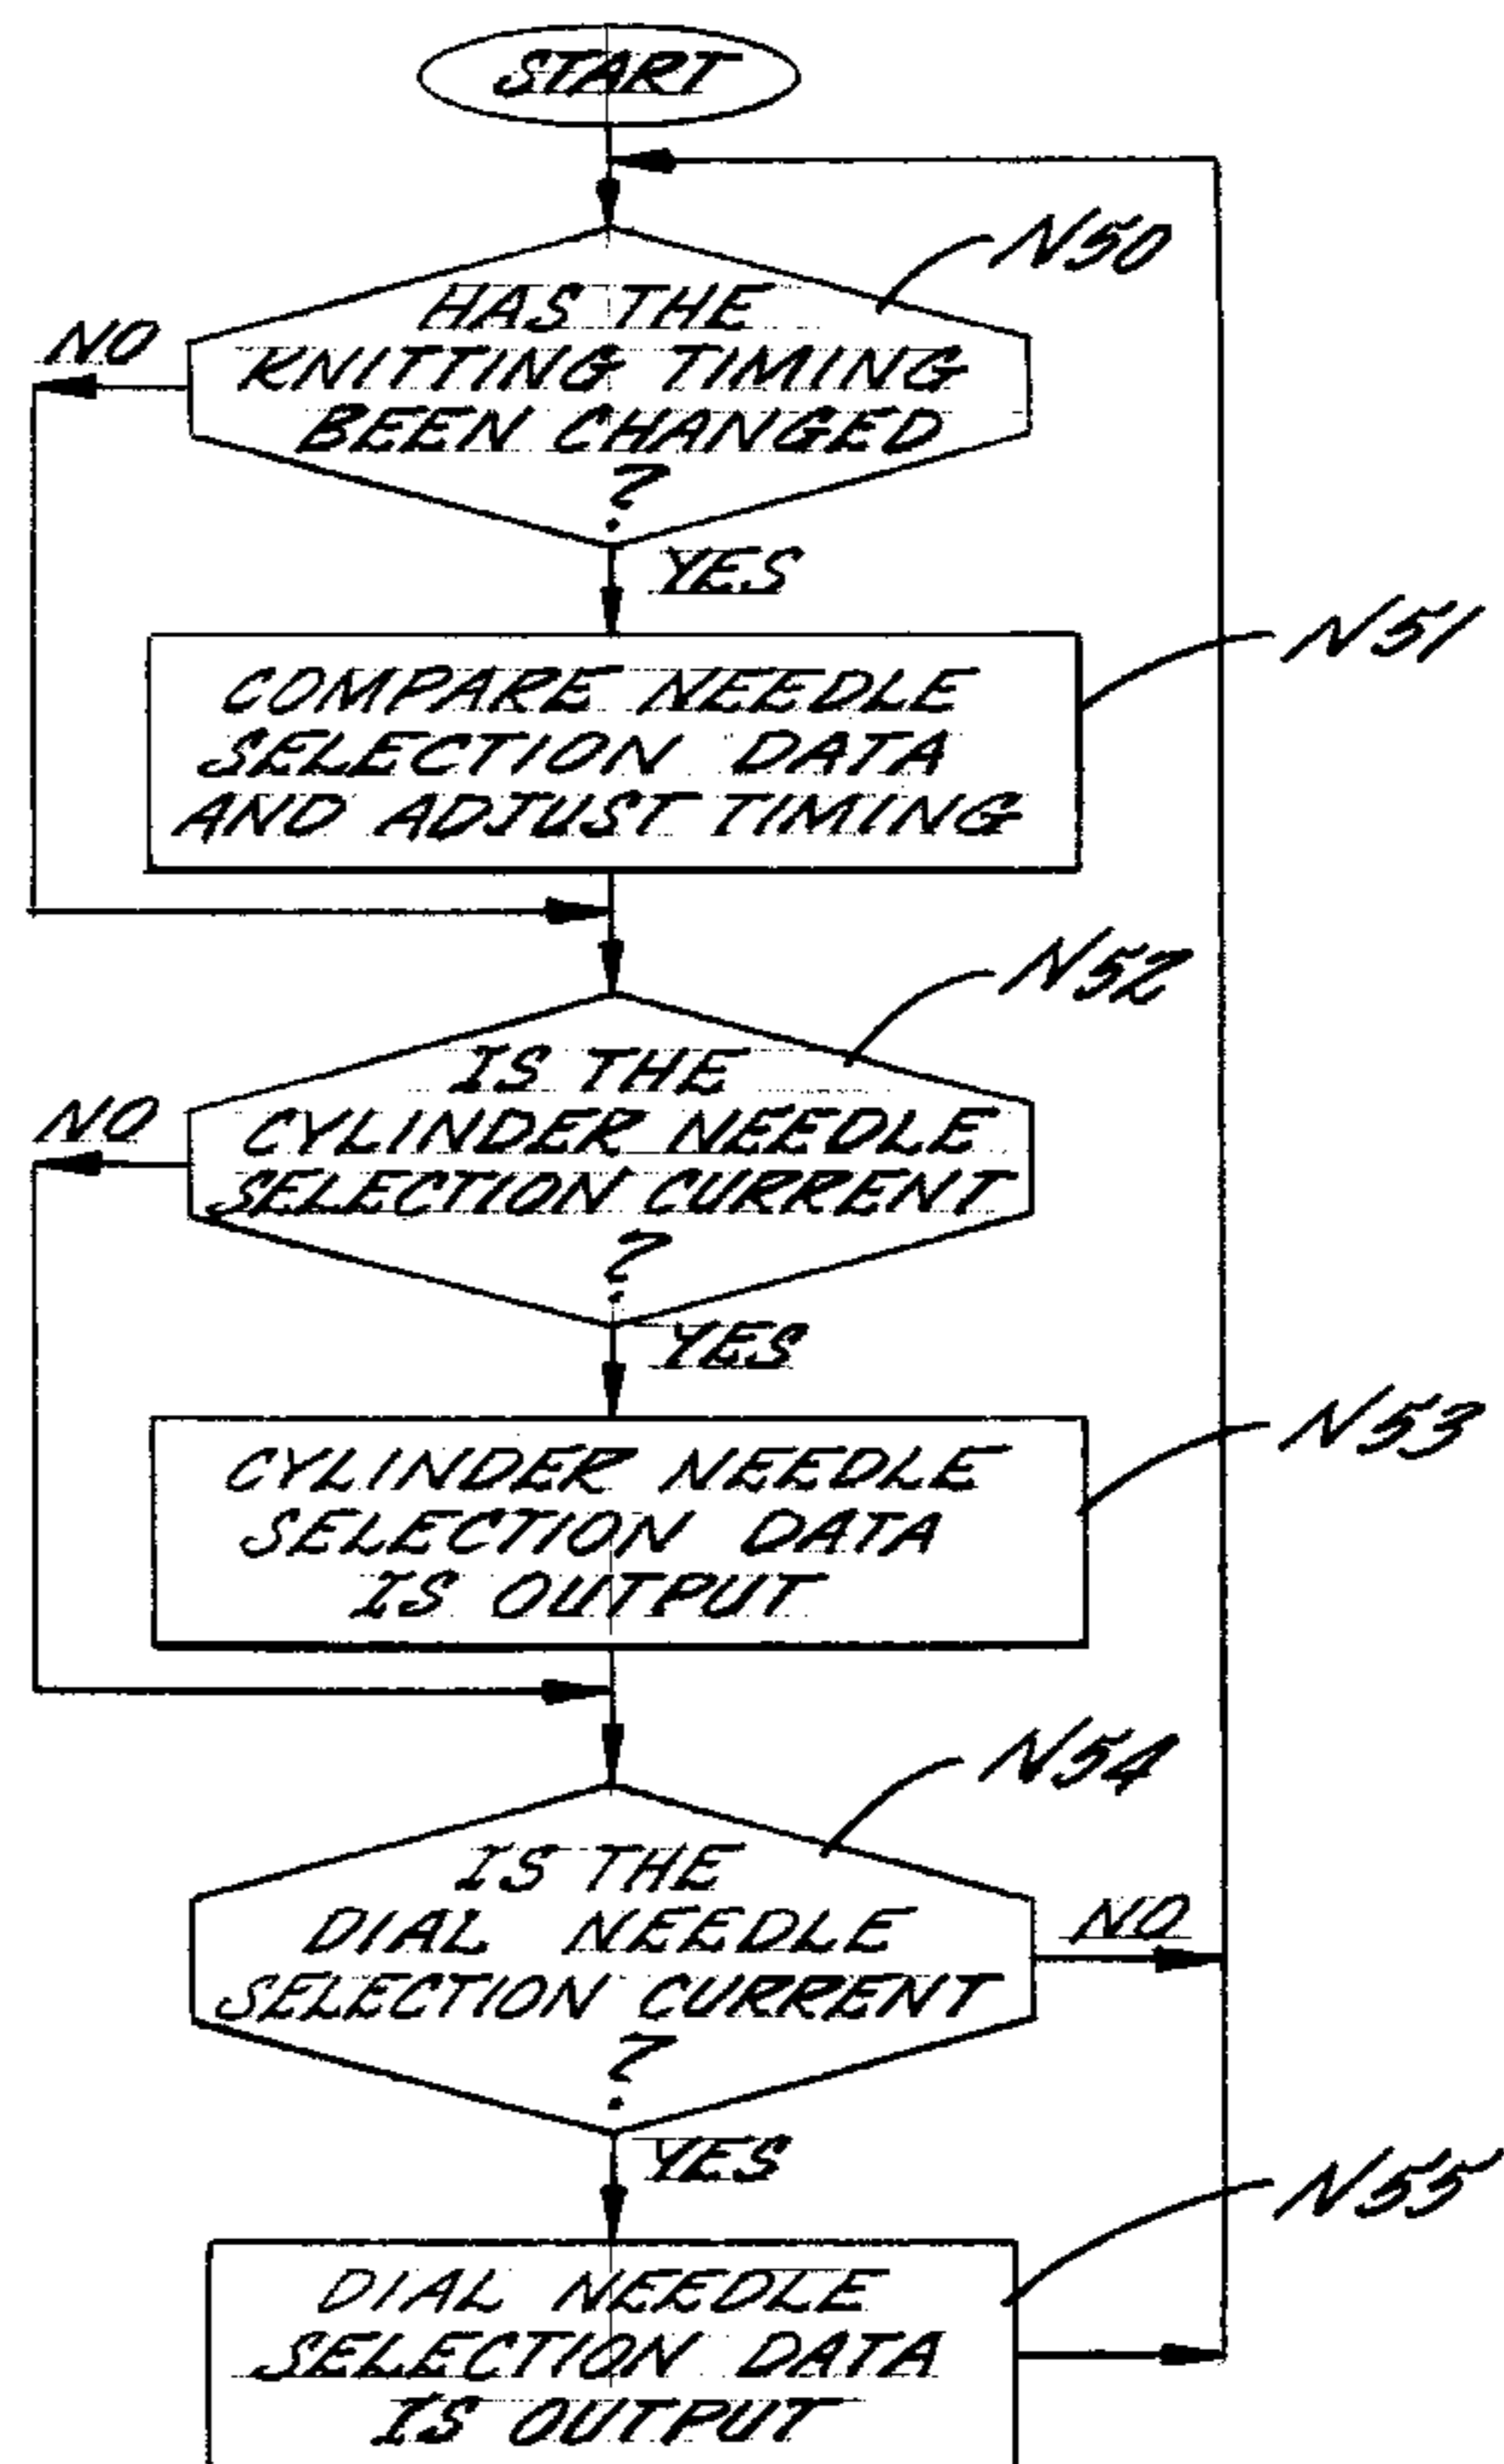 START
N50
HAS THE
KNITTING TIMING
BEEN CHANGED
?
NO
YES
N51
COMPARE NEEDLE
SELECTION DATA
AND ADJUST TIMING
N52
IS THE
CYLINDER NEEDLE
SELECTION CURRENT
?
NO
YES
N53
CYLINDER NEEDLE
SELECTION DATA
IS OUTPUT
N54
IS THE
DIAL NEEDLE
SELECTION CURRENT
?
NO
YES
N55
DIAL NEEDLE
SELECTION DATA
IS OUTPUT